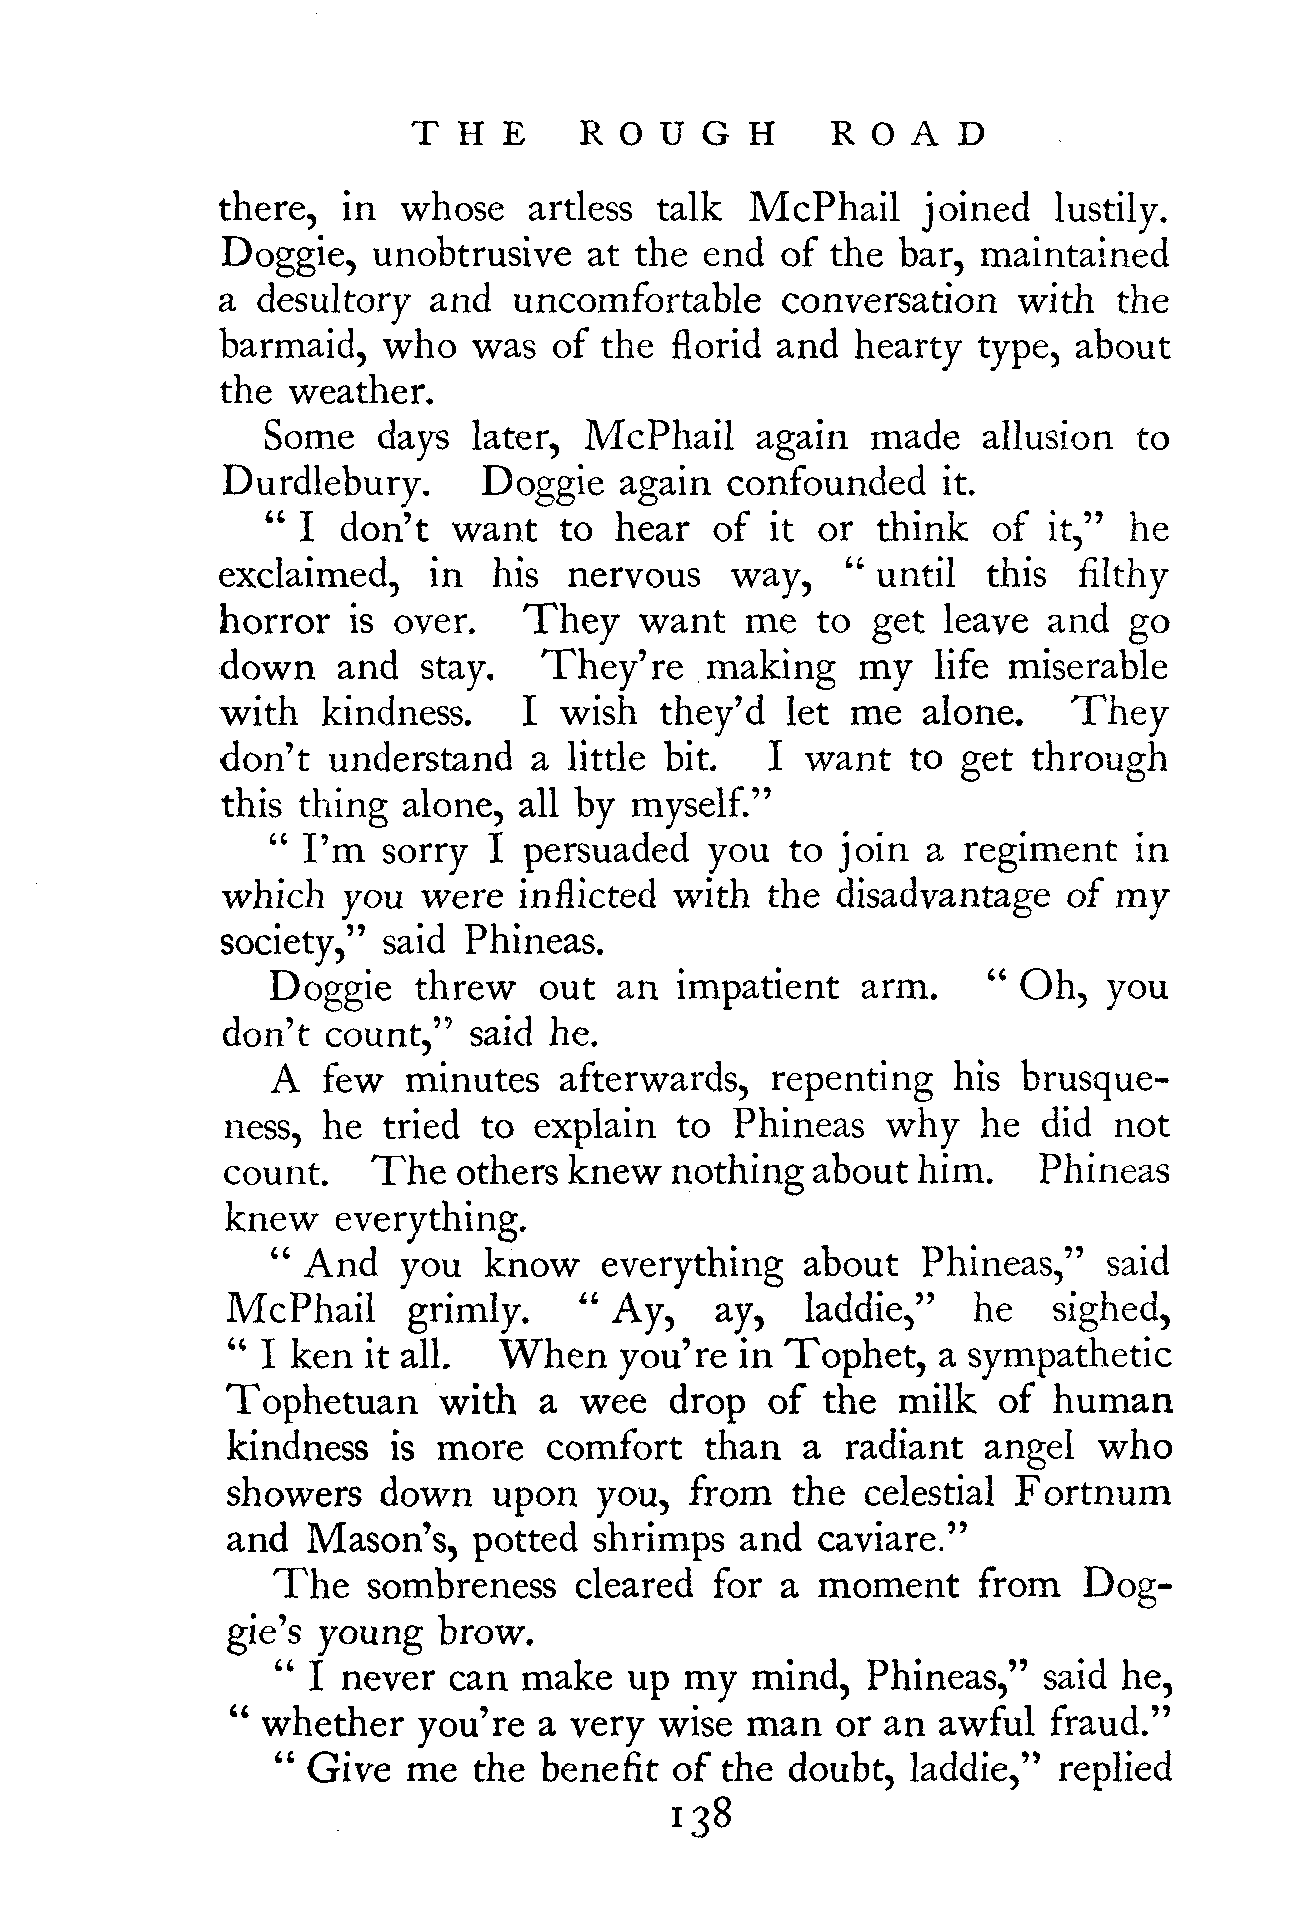 THE ROUGH ROAD
there, in whose artless talk McPhail joined lustily.
Doggie, unobtrusive at the end of the bar, maintained
a desultory and uncomfortable conversation with the
barmaid, who was of the florid and hearty type, about
the weather.
Some days later, McPhail again made allusion to
Durdlebury. Doggie again confounded it.
“ I don’t want to hear of it or think of it,” he
exclaimed, in his nervous way, “ until this filthy
horror is over. They want me to get leave and go
down and stay. They’re making my life miserable
with kindness. I wish they’d let me alone. They
don’t understand a little bit. I want to get through
this thing alone, all by myself.”
“ I’m sorry I persuaded you to join a regiment in
which you were inflicted with the disadvantage of my
society,” said Phineas.
Doggie threw out an impatient arm. “ Oh, you
don’t count,” said he.
A few minutes afterwards, repenting his brusque-
ness, he tried to explain to Phineas why he did not
count. The others knew nothing about him. Phineas
knew everything.
“ And you know everything about Phineas,” said
McPhail grimly. “ Ay, ay, laddie,” he sighed,
“ I ken it all. When you’re in Tophet, a sympathetic
Tophetuan with a wee drop of the milk of human
kindness is more comfort than a radiant angel who
showers down upon you, from the celestial Fortnum
and Mason’s, potted shrimps and caviare.”
The sombreness cleared for a moment from Dog-
gie’s young brow.
“ I never can make up my mind, Phineas,” said he,
“ whether you’re a very wise man or an awful fraud.”
“ Give me the benefit of the doubt, laddie,” replied
138